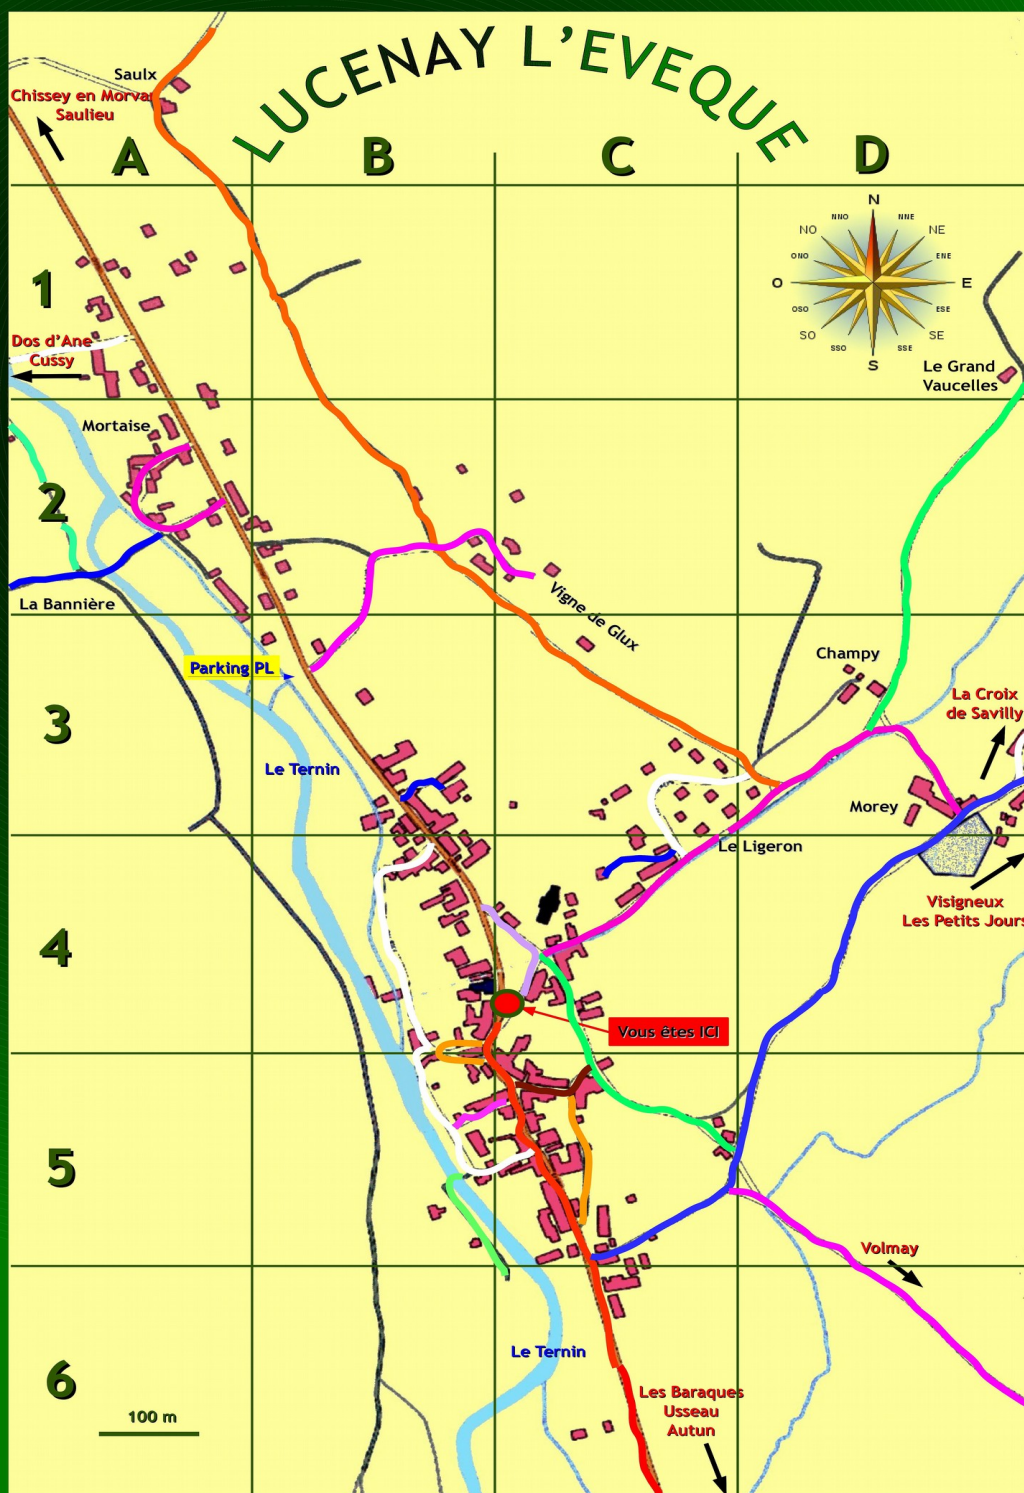 LUCENAY L'EVEQUE
Saulx
Chissey en Morvan
Saulieu
A
B
C
D
N
NNO
NNE
NO
NE
ONO
ENE
O
E
OSO
ESE
SO
SE
SSO
SSE
S
1
Dos d'Ane
Cussy
Le Grand
Vaucelles
Mortaise
2
La Bannière
Vigne de Glux
Parking PL
Champy
La Croix
de Savilly
3
Le Ternin
Morey
Le Ligeron
Visigneux
Les Petits Jours
4
Vous êtes ICI
5
Volmay
Le Ternin
6
Les Baraques
Usseau
Autun
100 m